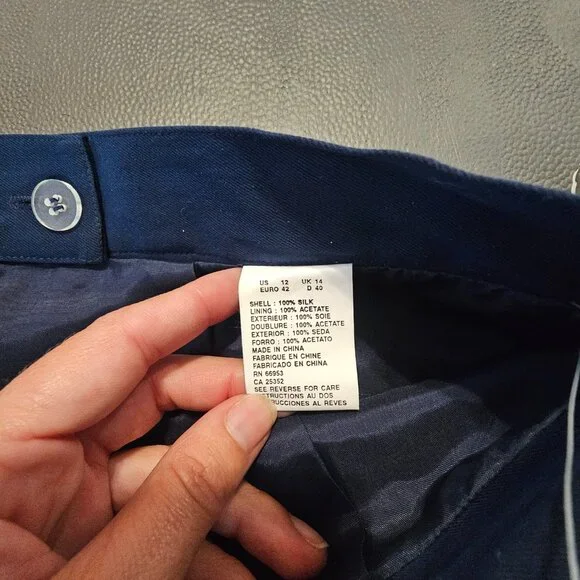 US 12 UK 14
EURO 42 D 40
SHELL : 100% SILK
LINING : 100% ACETATE
EXTERIEUR : 100% SOIE
DOUBLURE : 100% ACETATE
EXTERIOR : 100% SEDA
FORRO : 100% ACETATO
MADE IN CHINA
FABRIQUE EN CHINE
FABRICADO EN CHINA
RN 66953
CA 25352
SEE REVERSE FOR CARE
STRUCTIONS AU DOS
RUCCIONES AL REVES